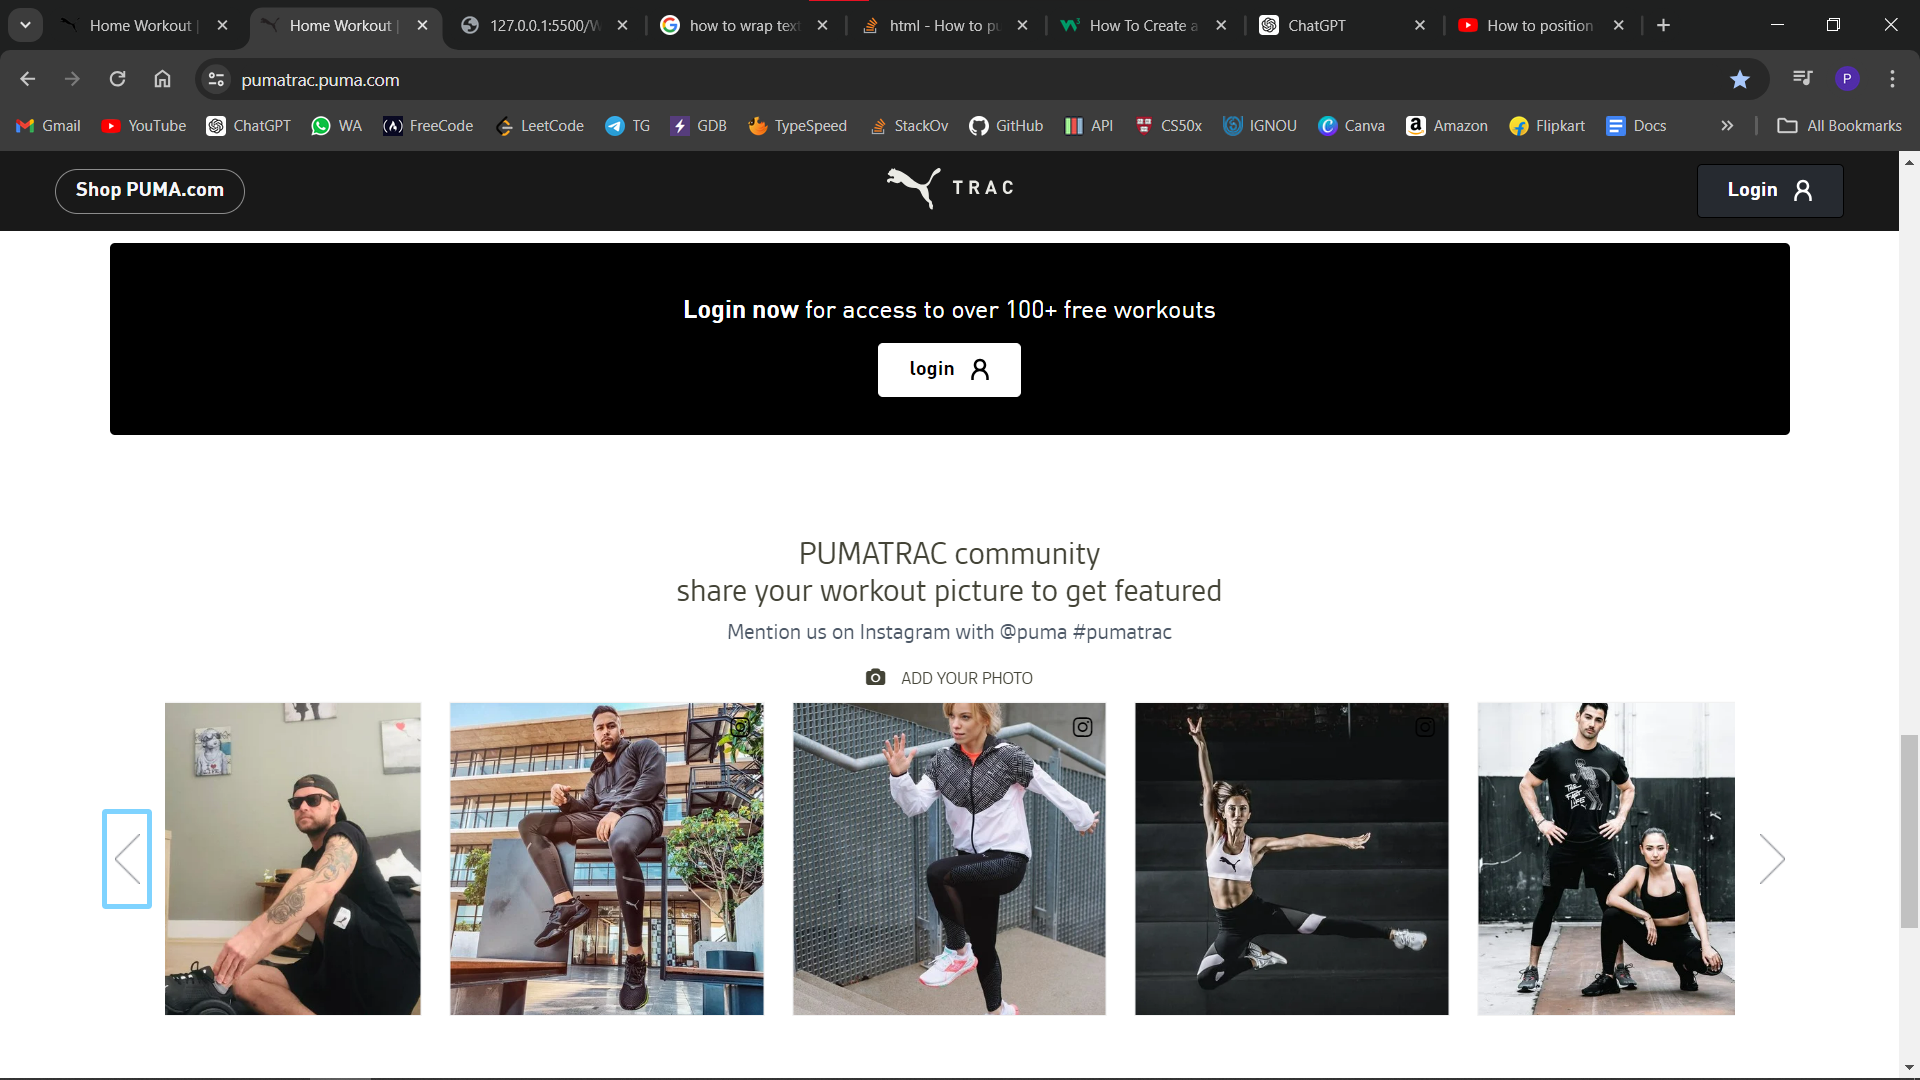 Home Workout |
Home Workout |
127.0.0.1:5500/W
how to wrap text
html - How to pu
How To Create a
ChatGPT
How to position
pumatrac.puma.com
P
Gmail
YouTube
ChatGPT
WA
FreeCode
LeetCode
TG
GDB
TypeSpeed
StackOv
GitHub
API
CS50x
IGNOU
Canva
Amazon
Flipkart
Docs
All Bookmarks
Shop PUMA.com
TRAC
Login
Login now for access to over 100+ free workouts
login
PUMATRAC community
share your workout picture to get featured
Mention us on Instagram with @puma #pumatrac
ADD YOUR PHOTO